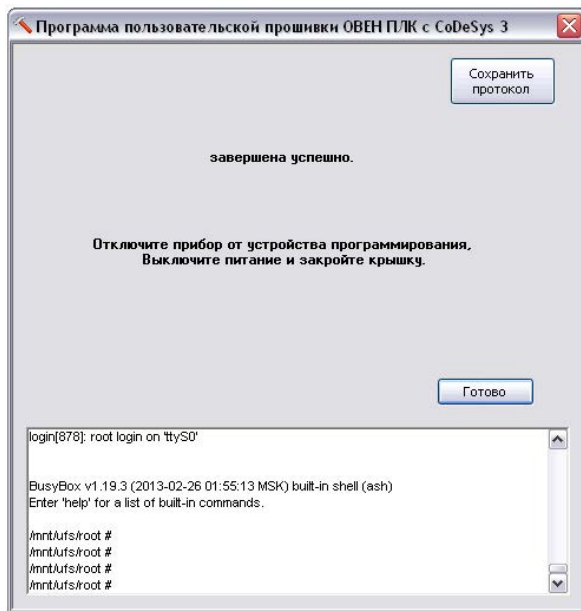 Программа пользовательской прошивки ОВЕН ПЛК с CoDeSys 3
Сохранить
протокол
завершена успешно.
Отключите прибор от устройства программирования,
Выключите питание и закройте крышку.
Готово
login[878]: root login on 'ttyS0'
BusyBox v1.19.3 (2013-02-26 01:55:13 MSK) built-in shell (ash)
Enter 'help' for a list of built-in commands.
/mnt/ufs/root #
/mnt/ufs/root #
/mnt/ufs/root #
/mnt/ufs/root #